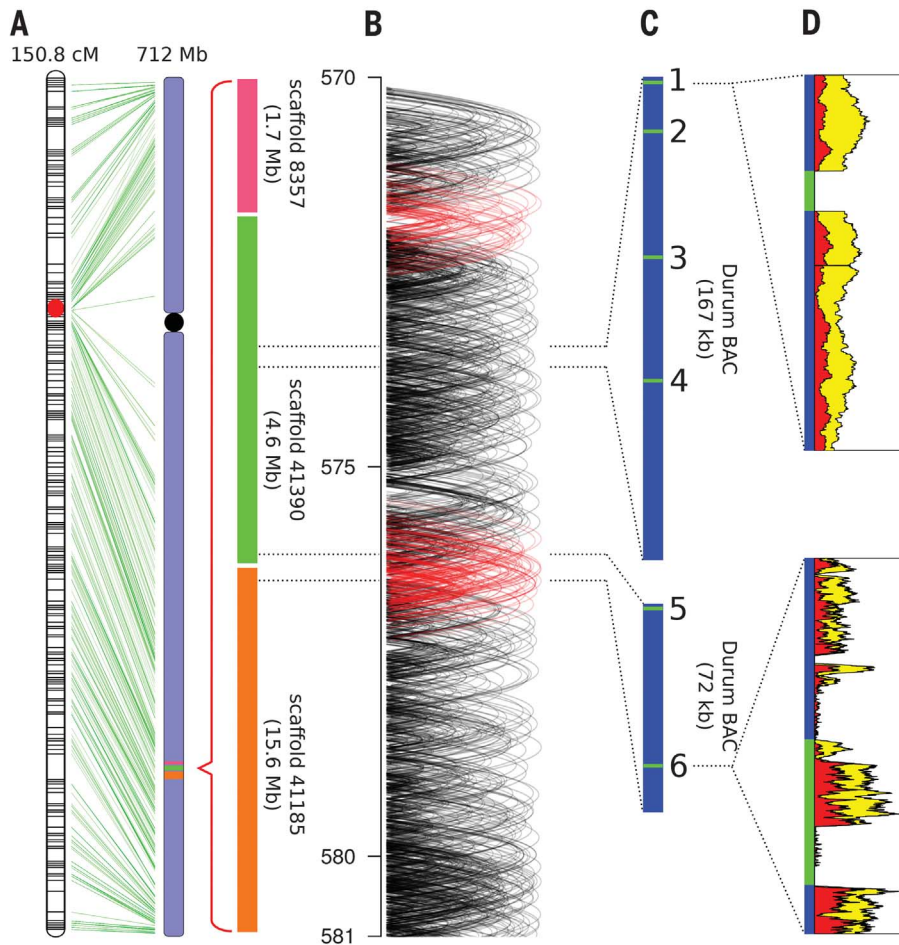 A
150.8 cM
712 Mb
scaffold 8357
(1.7 Mb)
scaffold 41390
(4.6 Mb)
scaffold 41185
(15.6 Mb)
B
570
575
580
581
C
1
2
3
4
Durum BAC
(167 kb)
5
6
Durum BAC
(72 kb)
D